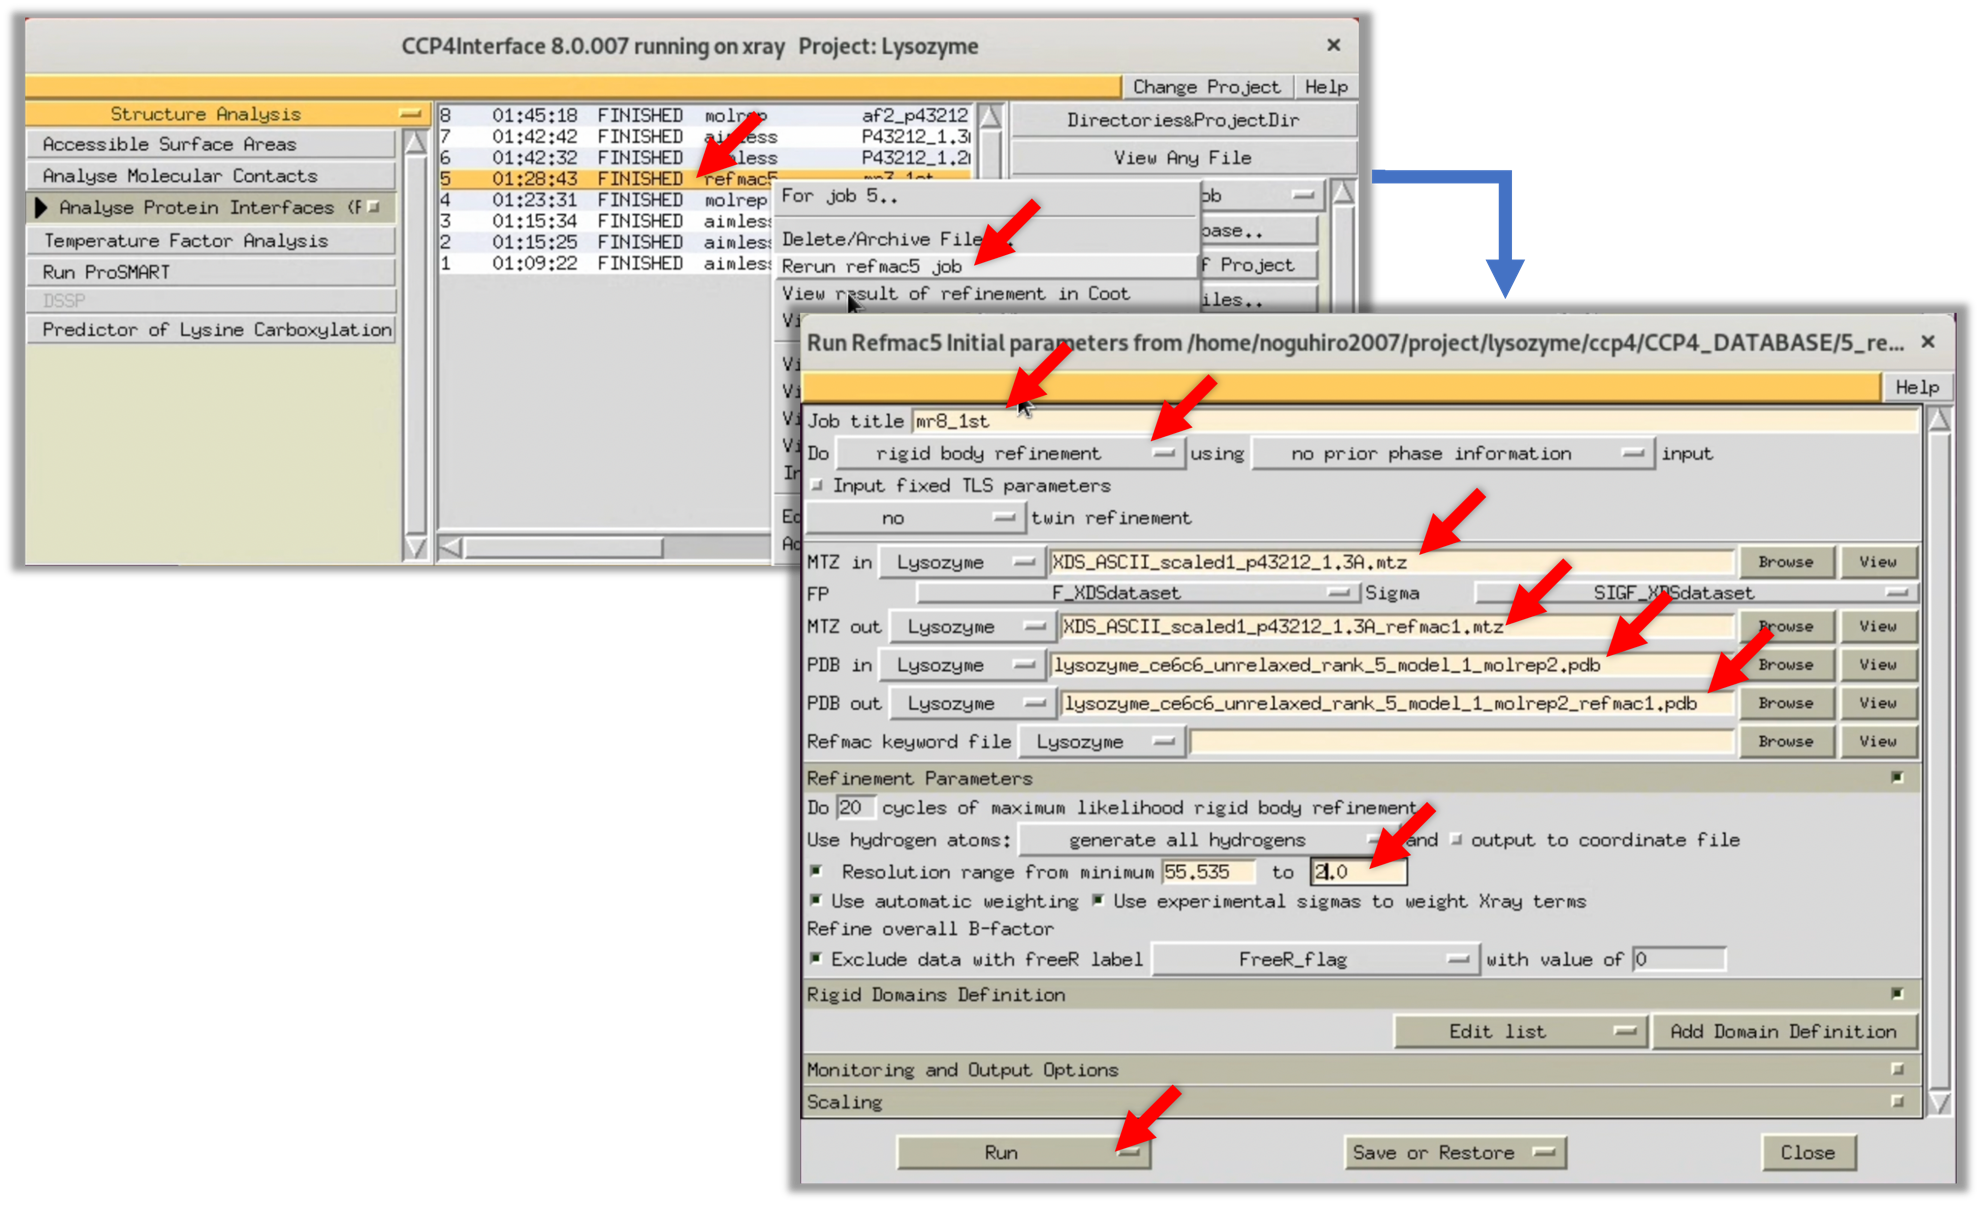 CCP4Interface 8.0.007 running on xray Project: Lysozyme
Change Project Help
Structure Analysis
Accessible Surface Areas
Analyse Molecular Contacts
Analyse Protein Interfaces (F
Temperature Factor Analysis
Run ProSMART
DSSP
Predictor of Lysine Carboxylation
8 01:45:18 FINISHED molrep af2_p43212
7 01:42:42 FINISHED aimless P43212_1.3
6 01:42:32 FINISHED aimless P43212_1.2
5 01:28:43 FINISHED refmac5 mr3_1st
4 01:23:31 FINISHED molrep
3 01:15:34 FINISHED aimless
2 01:15:25 FINISHED aimless
1 01:09:22 FINISHED aimless
Directories&ProjectDir
View Any File
ob
base..
f Project
iles..
For job 5..
Delete/Archive File
Rerun refmac5 job
View result of refinement in Coot
Vi
Vi
Vi
Vi
Vi
In
Ed
Ac
Run Refmac5 Initial parameters from /home/noguhiro2007/project/lysozyme/ccp4/CCP4_DATABASE/5_re...
Help
Job title mr8_1st
Do rigid body refinement using no prior phase information input
Input fixed TLS parameters
no twin refinement
MTZ in Lysozyme XDS_ASCII_scaled1_p43212_1.3A.mtz Browse View
FP F_XDSdataset Sigma SIGF_XDSdataset
MTZ out Lysozyme XDS_ASCII_scaled1_p43212_1.3A_refmac1.mtz Browse View
PDB in Lysozyme lysozyme_ce6c6_unrelaxed_rank_5_model_1_molrep2.pdb Browse View
PDB out Lysozyme lysozyme_ce6c6_unrelaxed_rank_5_model_1_molrep2_refmac1.pdb Browse View
Refmac keyword file Lysozyme Browse View
Refinement Parameters
Do 20 cycles of maximum likelihood rigid body refinement
Use hydrogen atoms: generate all hydrogens and output to coordinate file
Resolution range from minimum 55.535 to 2.0
Use automatic weighting Use experimental sigmas to weight Xray terms
Refine overall B-factor
Exclude data with freeR label FreeR_flag with value of 0
Rigid Domains Definition
Edit list Add Domain Definition
Monitoring and Output Options
Scaling
Run Save or Restore Close